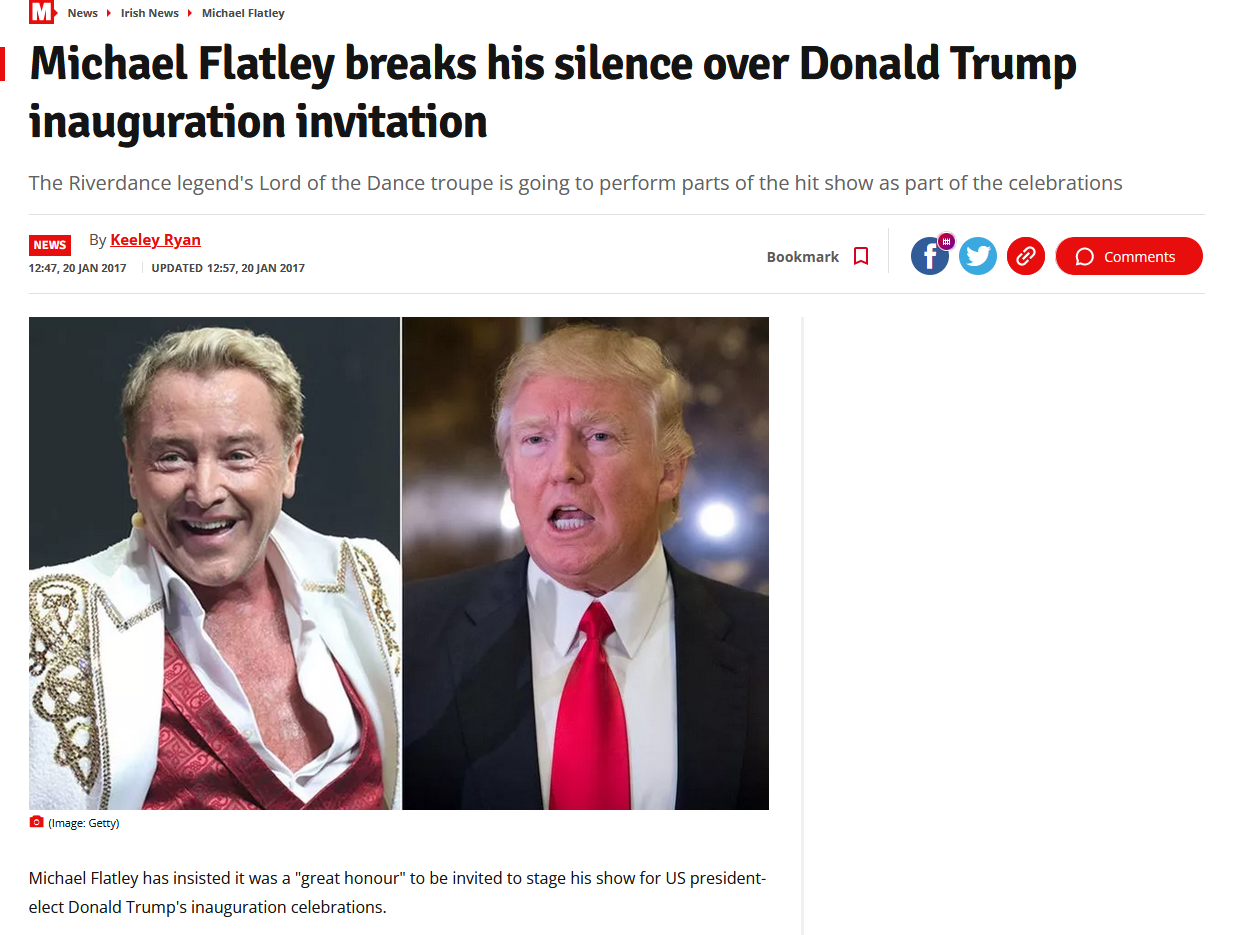 M
News Irish News Michael Flatley
Michael Flatley breaks his silence over Donald Trump
inauguration invitation
The Riverdance legend's Lord of the Dance troupe is going to perform parts of the hit show as part of the celebrations
NEWS
By Keeley Ryan
12:47, 20 JAN 2017 UPDATED 12:57, 20 JAN 2017
Bookmark
f
Comments
(Image: Getty)
Michael Flatley has insisted it was a "great honour" to be invited to stage his show for US president-
elect Donald Trump's inauguration celebrations.